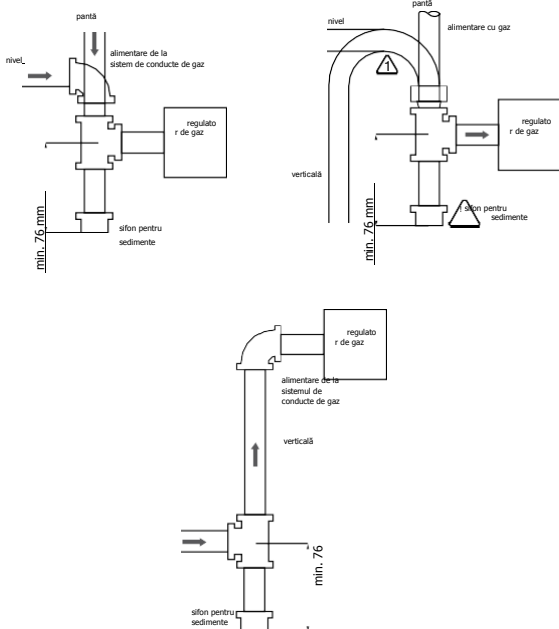 pantă
nivel
alimentare de la
sistem de conducte de gaz
regulato
r de gaz
min. 76 mm
sifon pentru
sedimente
pantă
nivel
alimentare cu gaz
1
regulato
r de gaz
verticală
min. 76 mm
! sifon pentru
sedimente
regulato
r de gaz
alimentare de la
sistemul de
conducte de gaz
verticală
min. 76
sifon pentru
sedimente